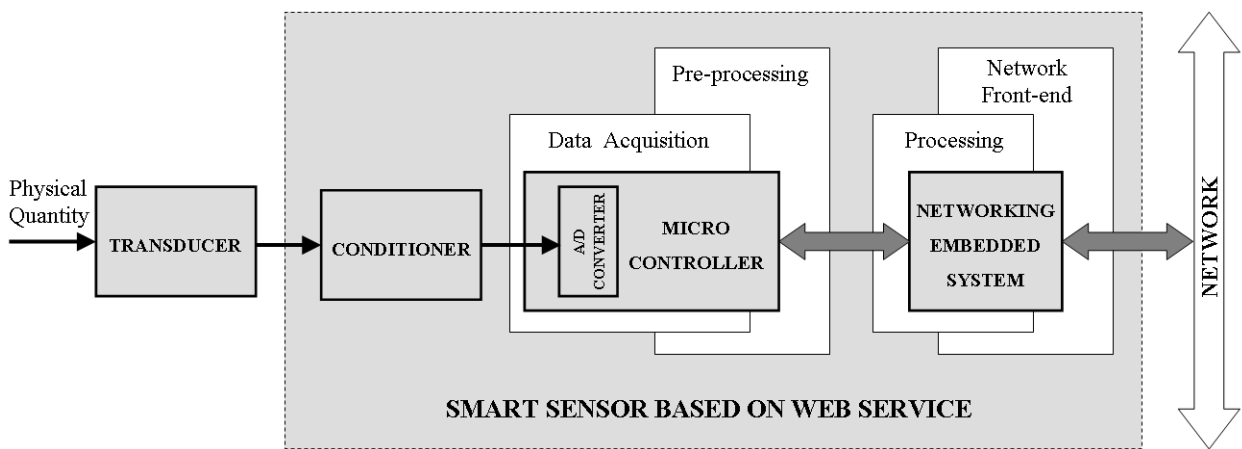 Physical
Quantity
TRANSDUCER
CONDITIONER
Pre-processing
Data Acquisition
A/D
CONVERTER
MICRO
CONTROLLER
Network
Front-end
Processing
NETWORKING
EMBEDDED
SYSTEM
NETWORK
SMART SENSOR BASED ON WEB SERVICE